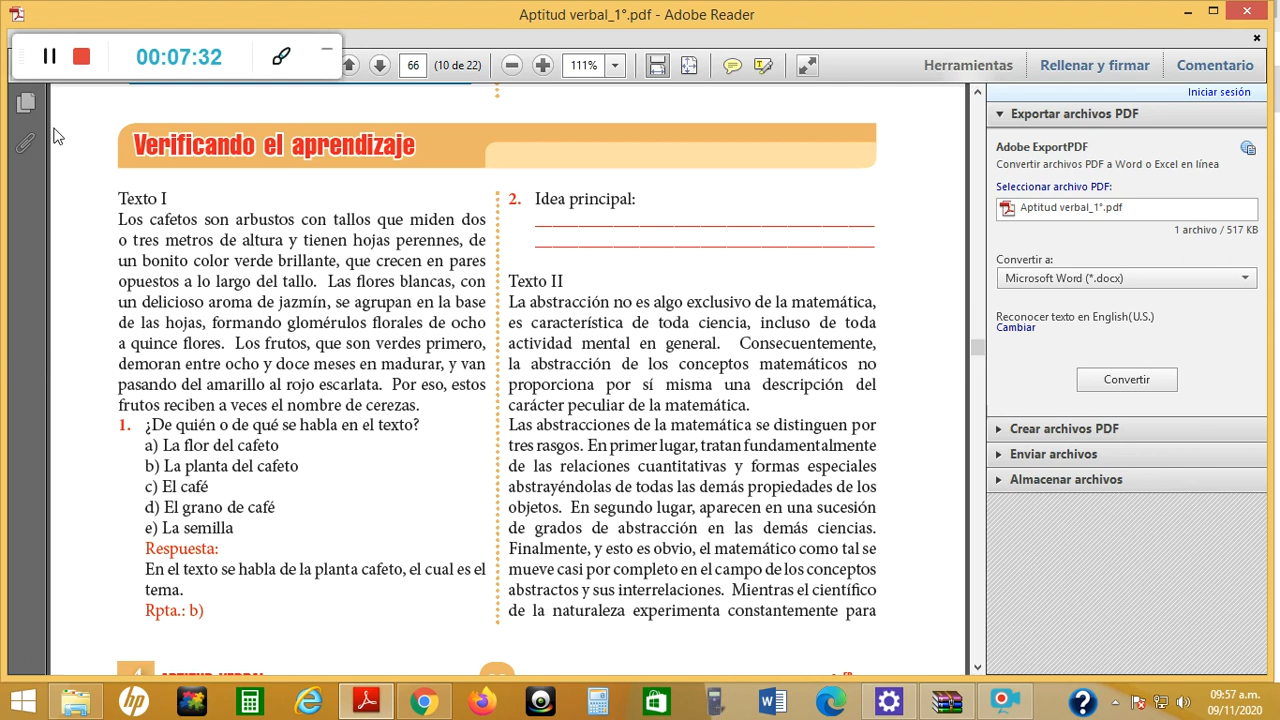 Aptitud verbal_1°.pdf - Adobe Reader
00:07:32
66
(10 de 22)
111%
Herramientas
Rellenar y firmar
Comentario
Iniciar sesión
Exportar archivos PDF
Adobe ExportPDF
Convertir archivos PDF a Word o Excel en línea
Seleccionar archivo PDF:
Aptitud verbal_1°.pdf
1 archivo / 517 KB
Convertir a:
Microsoft Word (*.docx)
Reconocer texto en English(U.S.)
Cambiar
Convertir
Crear archivos PDF
Enviar archivos
Almacenar archivos
Verificando el aprendizaje
Texto I
Los cafetos son arbustos con tallos que miden dos
o tres metros de altura y tienen hojas perennes, de
un bonito color verde brillante, que crecen en pares
opuestos a lo largo del tallo. Las flores blancas, con
un delicioso aroma de jazmín, se agrupan en la base
de las hojas, formando glomérulos florales de ocho
a quince flores. Los frutos, que son verdes primero,
demoran entre ocho y doce meses en madurar, y van
pasando del amarillo al rojo escarlata. Por eso, estos
frutos reciben a veces el nombre de cerezas.
1. ¿De quién o de qué se habla en el texto?
a) La flor del cafeto
b) La planta del cafeto
c) El café
d) El grano de café
e) La semilla
Respuesta:
En el texto se habla de la planta cafeto, el cual es el
tema.
Rpta.: b)
2. Idea principal:
Texto II
La abstracción no es algo exclusivo de la matemática,
es característica de toda ciencia, incluso de toda
actividad mental en general. Consecuentemente,
la abstracción de los conceptos matemáticos no
proporciona por sí misma una descripción del
carácter peculiar de la matemática.
Las abstracciones de la matemática se distinguen por
tres rasgos. En primer lugar, tratan fundamentalmente
de las relaciones cuantitativas y formas especiales
abstrayéndolas de todas las demás propiedades de los
objetos. En segundo lugar, aparecen en una sucesión
de grados de abstracción en las demás ciencias.
Finalmente, y esto es obvio, el matemático como tal se
mueve casi por completo en el campo de los conceptos
abstractos y sus interrelaciones. Mientras el científico
de la naturaleza experimenta constantemente para
APTITUD VERBAL
09:57 a.m.
09/11/2020